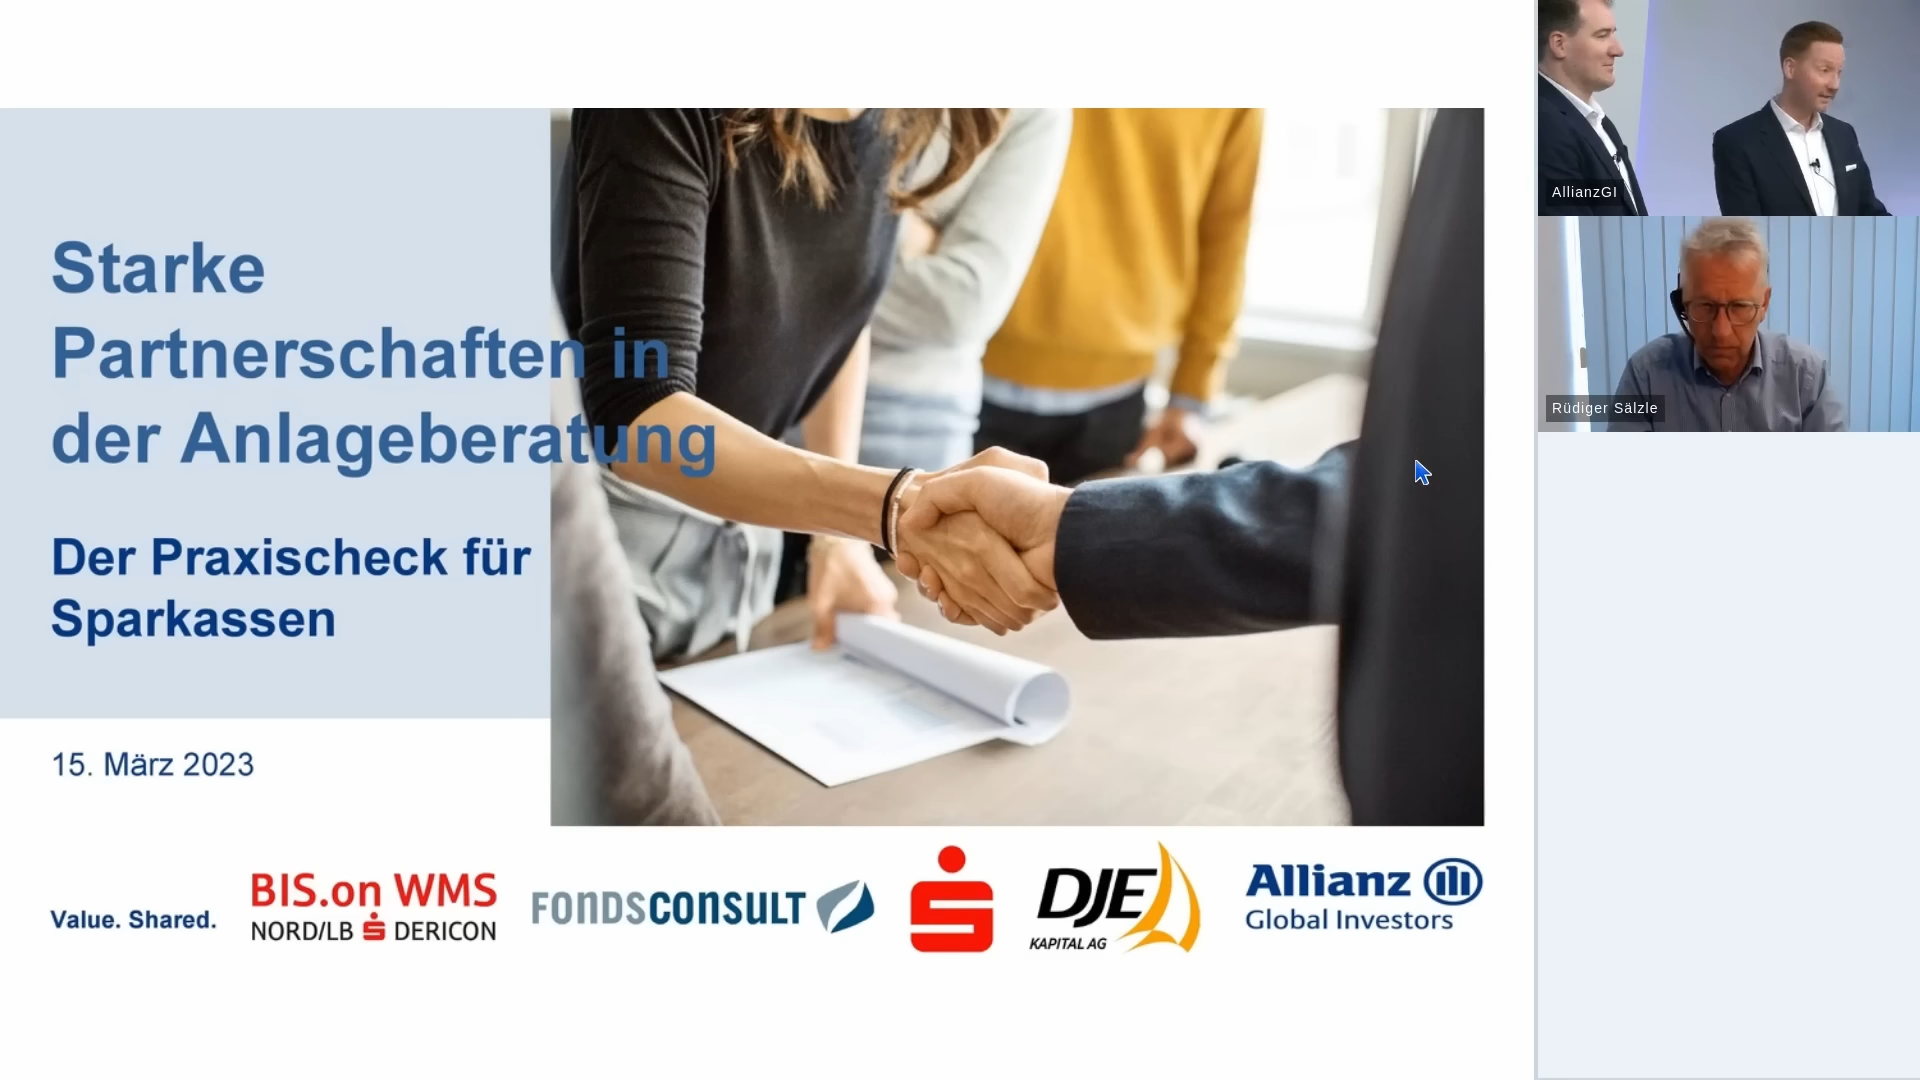 Starke
Partnerschaften in
der Anlageberatung
Der Praxischeck für
Sparkassen
15. März 2023
Value. Shared.
BIS.on WMS
NORD/LB DERICON
FONDSCONSULT
DJE
KAPITAL AG
Allianz
Global Investors
AllianzGI
Rüdiger Sälzle